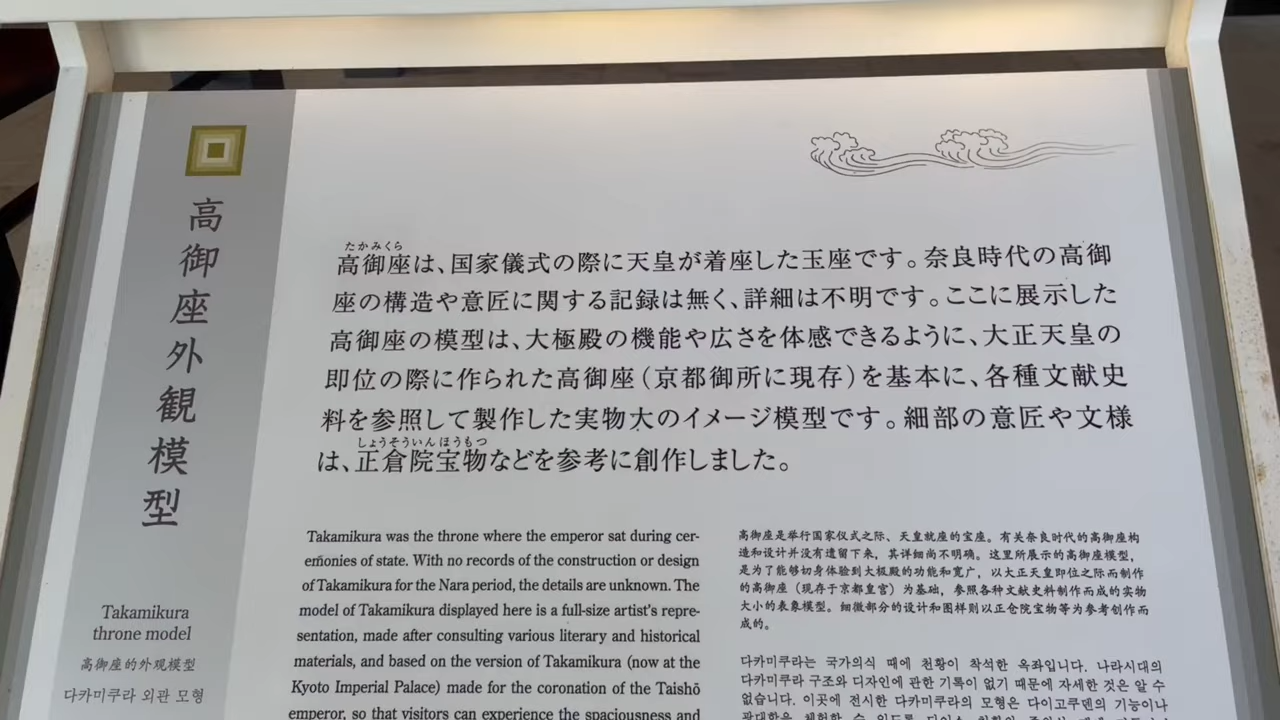 高御座外観模型
Takamikura
throne model
高御座的外观模型
다카미쿠라 외관 모형
たかみくら
高御座は、国家儀式の際に天皇が着座した玉座です。奈良時代の高御
座の構造や意匠に関する記録は無く、詳細は不明です。ここに展示した
高御座の模型は、大極殿の機能や広さを体感できるように、大正天皇の
即位の際に作られた高御座（京都御所に現存）を基本に、各種文献史
料を参照して製作した実物大のイメージ模型です。細部の意匠や文様
しょうそういんほうもつ
は、正倉院宝物などを参考に創作しました。
Takamikura was the throne where the emperor sat during cer-
emonies of state. With no records of the construction or design
of Takamikura for the Nara period, the details are unknown. The
model of Takamikura displayed here is a full-size artist's repre-
sentation, made after consulting various literary and historical
materials, and based on the version of Takamikura (now at the
Kyoto Imperial Palace) made for the coronation of the Taishō
emperor, so that visitors can experience the spaciousness and
高御座是举行国家仪式之际、天皇就座的宝座。有关奈良时代的高御座构
造和设计并没有遗留下来，其详细尚不明确。这里所展示的高御座模型，
是为了能够切身体验到大极殿的功能和宽广，以大正天皇即位之际而制作
的高御座（现存于京都皇宫）为基础，参照各种文献史料制作而成的实物
大小的表象模型。细微部分的设计和图样则以正仓院宝物等为参考创作而
成的。
다카미쿠라는 국가의식 때에 천황이 착석한 옥좌입니다. 나라시대의
다카미쿠라 구조와 디자인에 관한 기록이 없기 때문에 자세한 것은 알 수
없습니다. 이곳에 전시한 다카미쿠라의 모형은 다이고쿠덴의 기능이나